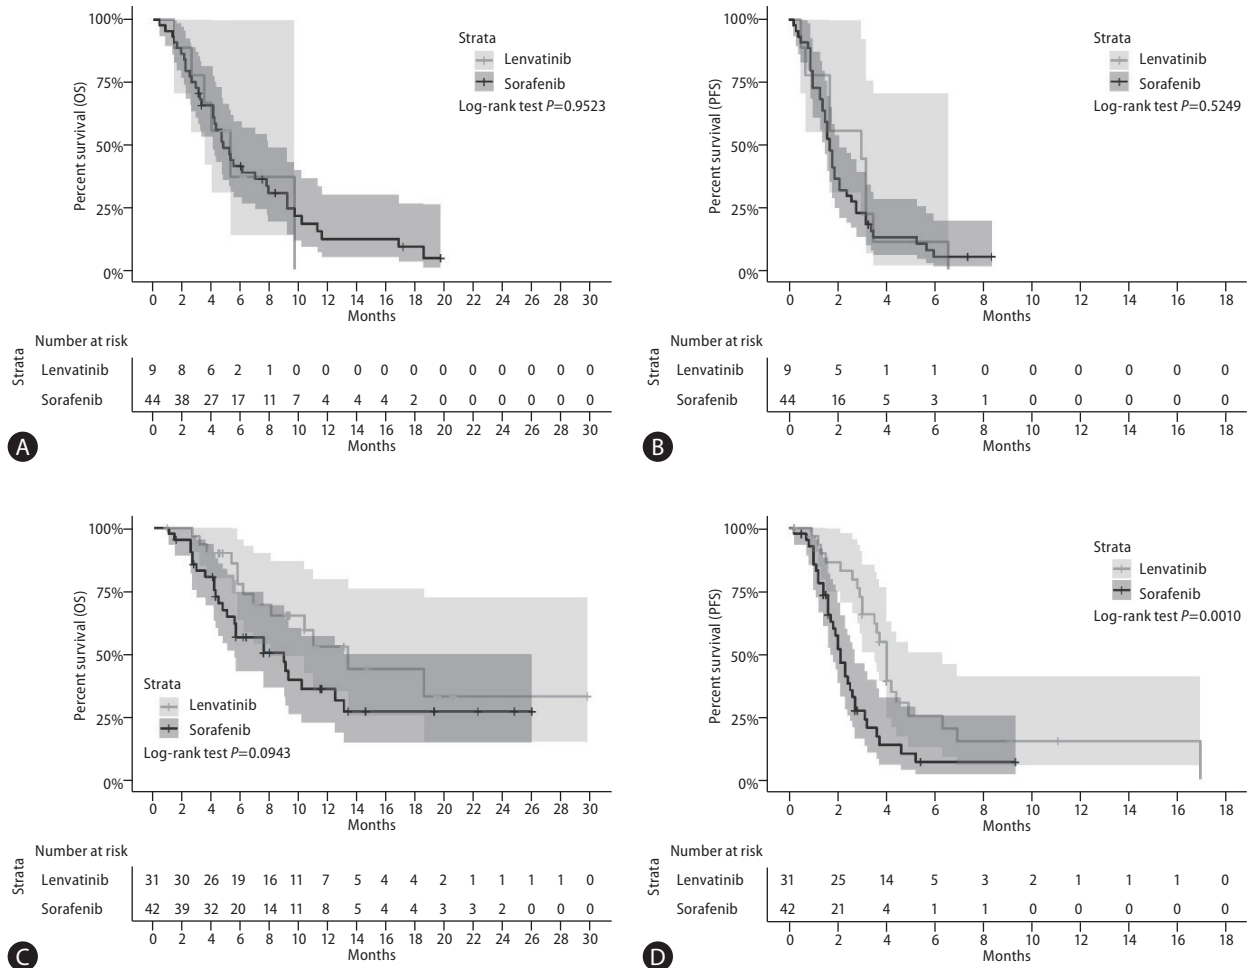 100%
75%
50%
25%
0%
Percent survival (OS)
Strata
Lenvatinib
Sorafenib
Log-rank test P=0.9523
0 2 4 6 8 10 12 14 16 18 20 22 24 26 28 30
Months
Number at risk
Strata
Lenvatinib 9 8 6 2 1 0 0 0 0 0 0 0 0 0 0 0
Sorafenib 44 38 27 17 11 7 4 4 4 2 0 0 0 0 0 0
0 2 4 6 8 10 12 14 16 18 20 22 24 26 28 30
Months
A
100%
75%
50%
25%
0%
Percent survival (PFS)
Strata
Lenvatinib
Sorafenib
Log-rank test P=0.5249
0 2 4 6 8 10 12 14 16 18
Months
Number at risk
Strata
Lenvatinib 9 5 1 1 0 0 0 0 0 0
Sorafenib 44 16 5 3 1 0 0 0 0 0
0 2 4 6 8 10 12 14 16 18
Months
B
100%
75%
50%
25%
0%
Percent survival (OS)
Strata
Lenvatinib
Sorafenib
Log-rank test P=0.0943
0 2 4 6 8 10 12 14 16 18 20 22 24 26 28 30
Months
Number at risk
Strata
Lenvatinib 31 30 26 19 16 11 7 5 4 4 2 1 1 1 1 0
Sorafenib 42 39 32 20 14 11 8 5 4 4 3 3 2 0 0 0
0 2 4 6 8 10 12 14 16 18 20 22 24 26 28 30
Months
C
100%
75%
50%
25%
0%
Percent survival (PFS)
Strata
Lenvatinib
Sorafenib
Log-rank test P=0.0010
0 2 4 6 8 10 12 14 16 18
Months
Number at risk
Strata
Lenvatinib 31 25 14 5 3 2 1 1 1 0
Sorafenib 42 21 4 1 1 0 0 0 0 0
0 2 4 6 8 10 12 14 16 18
Months
D